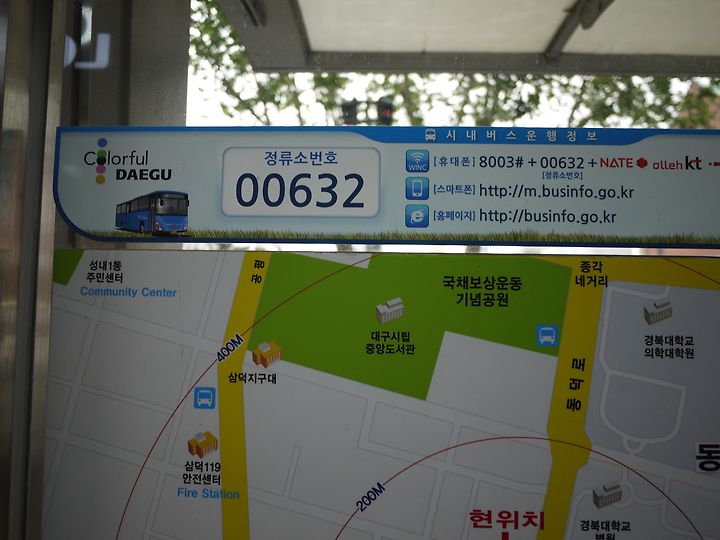 시내버스운행정보
Colorful
DAEGU
정류소번호
00632
WINC
[휴대폰] 8003# + 00632 + NATE olleh kt
[정류소번호]
[스마트폰] http://m.businfo.go.kr
[홈페이지] http://businfo.go.kr
성내1동
주민센터
Community Center
공평
국채보상운동
기념공원
종각
네거리
대구시립
중앙도서관
경북대학교
의학대학원
400M
삼덕지구대
동덕로
삼덕119
안전센터
Fire Station
200M
현위치
동
경북대학교
병원